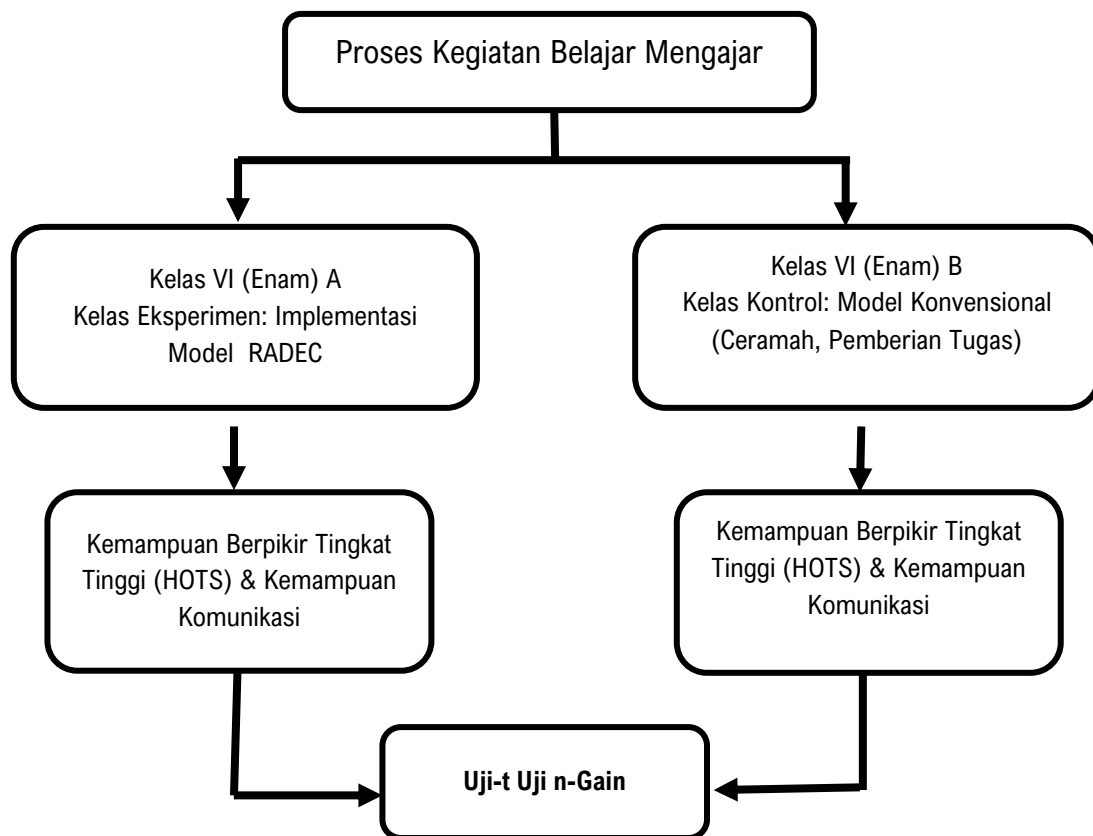 Proses Kegiatan Belajar Mengajar
Kelas VI (Enam) A
Kelas Eksperimen: Implementasi
Model RADEC
Kelas VI (Enam) B
Kelas Kontrol: Model Konvensional
(Ceramah, Pemberian Tugas)
Kemampuan Berpikir Tingkat
Tinggi (HOTS) & Kemampuan
Komunikasi
Kemampuan Berpikir Tingkat
Tinggi (HOTS) & Kemampuan
Komunikasi
Uji-t Uji n-Gain